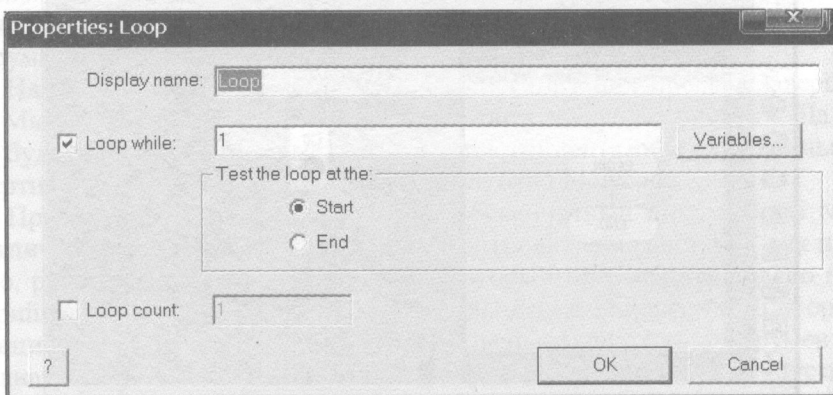 Properties: Loop
X
Display name: Loop
Loop while: 1 Variables...
Test the loop at the:
Start
End
Loop count: 1
?
OK Cancel